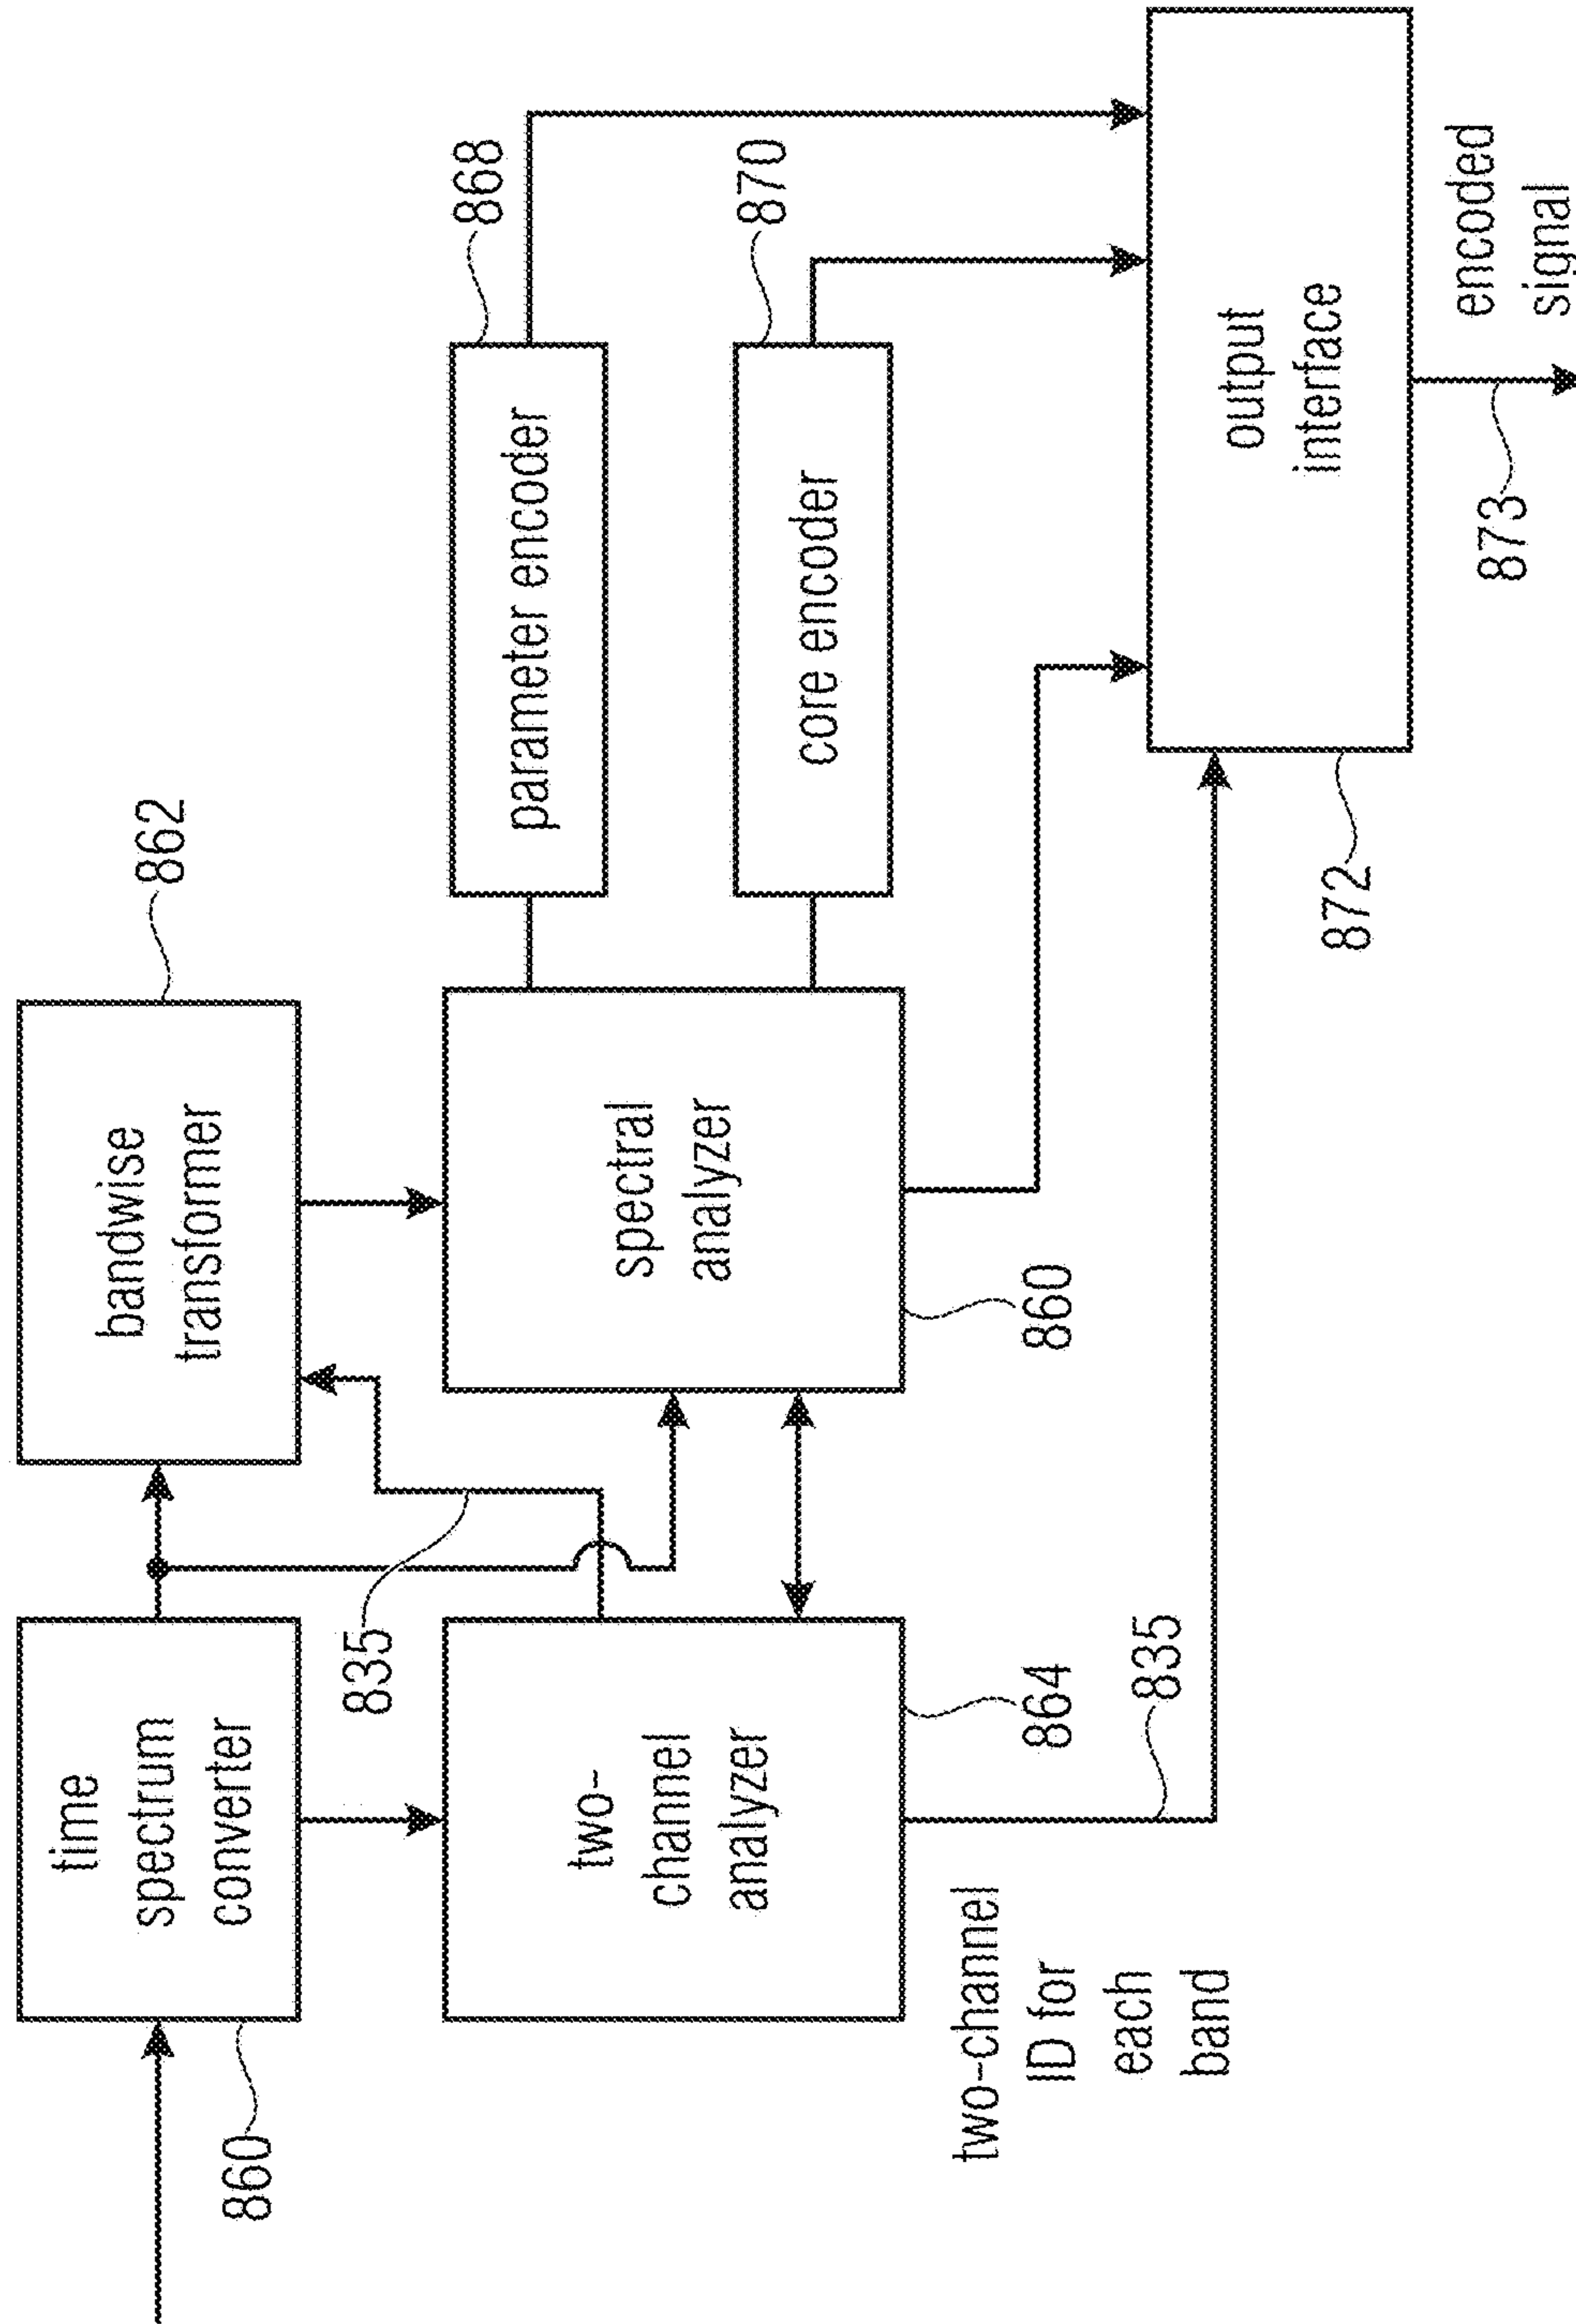 time
spectrum
converter
860
bandwise
transformer
862
835
two-
channel
analyzer
864
spectral
analyzer
860
parameter encoder
868
core encoder
870
two-channel
ID for
each
band
835
output
interface
872
873
encoded
signal